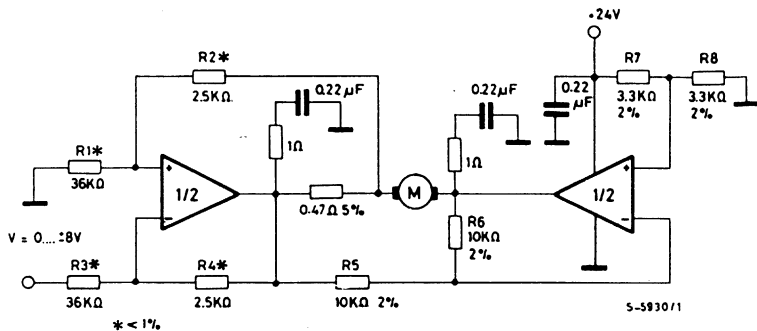 +24V
R2*
2.5KΩ
0.22µF
0.22µF
0.22
µF
R7
3.3KΩ
2%
R8
3.3KΩ
2%
R1*
36KΩ
+
1/2
−
1Ω
0.47Ω 5%
M
1Ω
+
1/2
−
R6
10KΩ
2%
V = 0....28V
R3*
36KΩ
R4*
2.5KΩ
R5
10KΩ 2%
* < 1%
S-5930/1